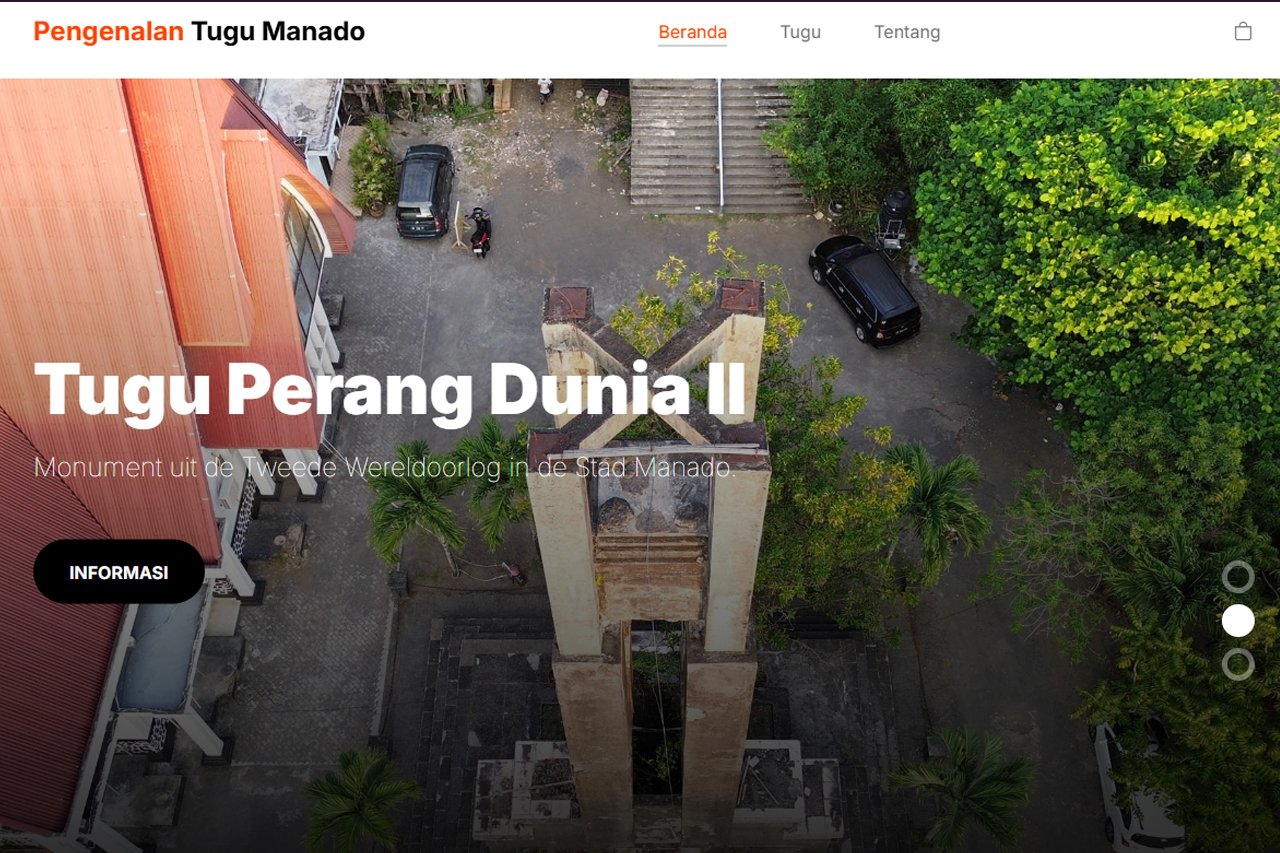 Pengenalan Tugu Manado
Beranda
Tugu
Tentang
Tugu Perang Dunia II
Monument uit de Tweede Wereldoorlog in de Stad Manado.
INFORMASI